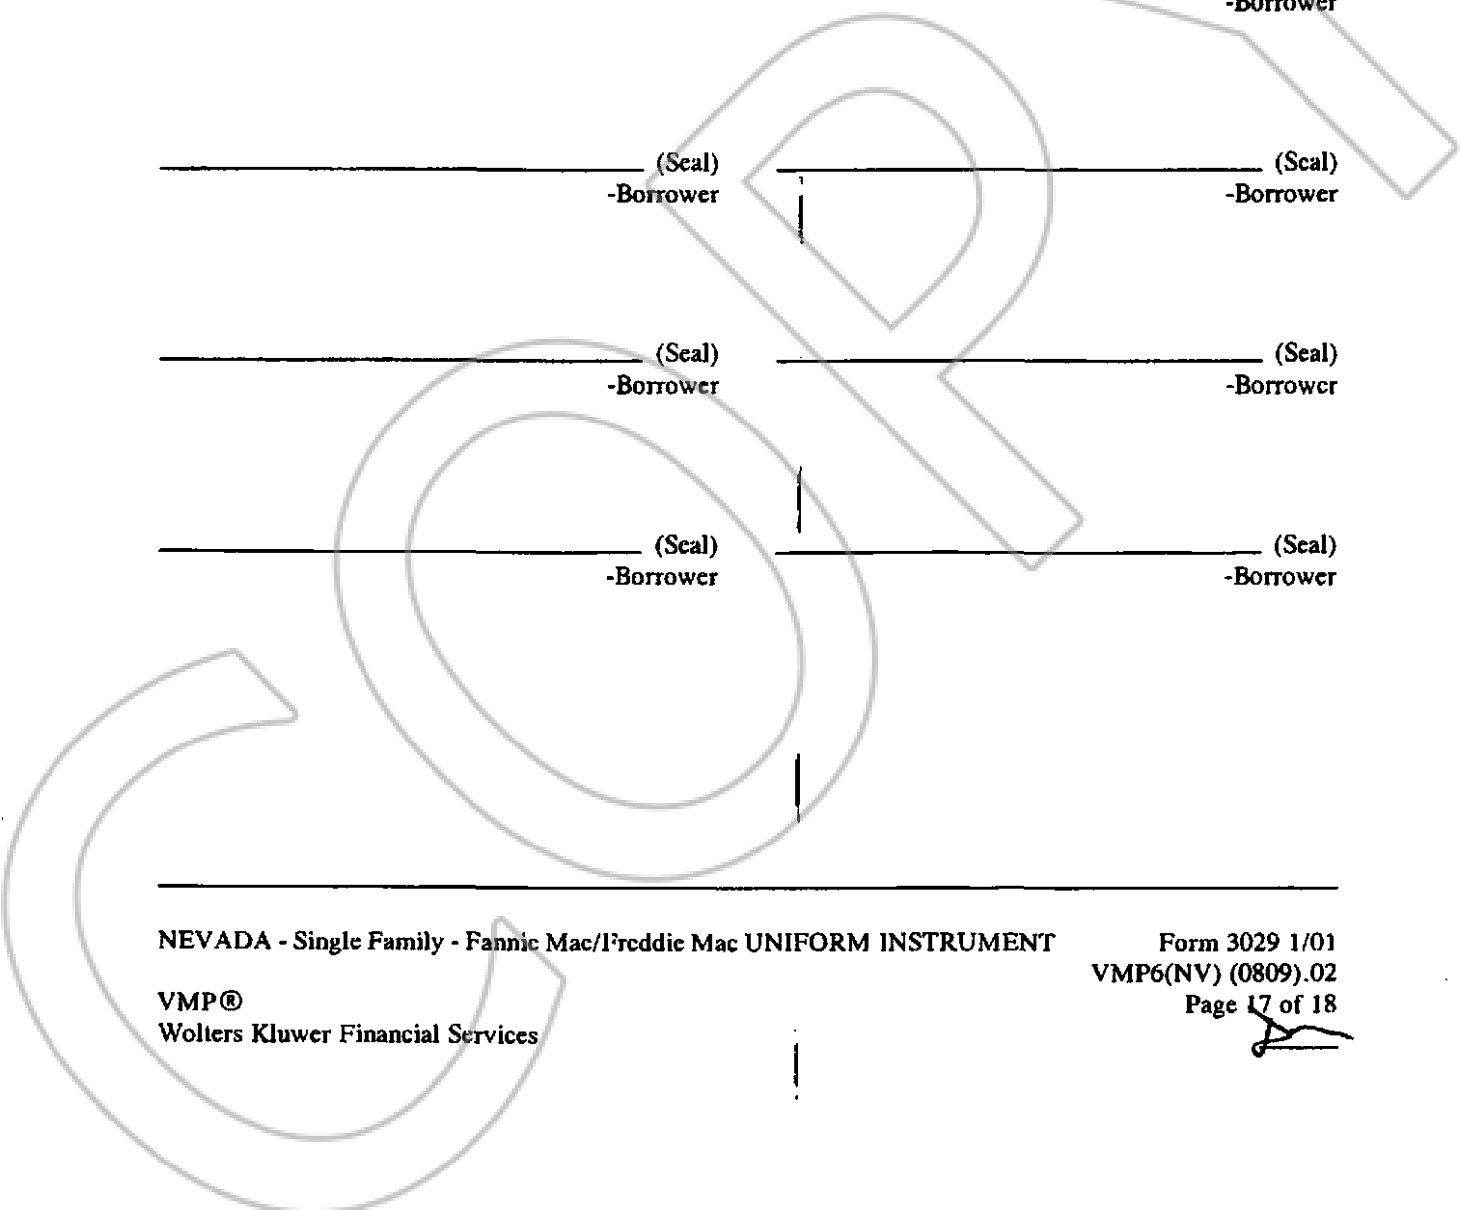 -Borrower
(Seal) (Seal)
-Borrower -Borrower
(Seal) (Seal)
-Borrower -Borrower
(Seal) (Seal)
-Borrower -Borrower
NEVADA - Single Family - Fannie Mae/Freddie Mac UNIFORM INSTRUMENT Form 3029 1/01
VMP6(NV) (0809).02
VMP® Page 17 of 18
Wolters Kluwer Financial Services
COPY